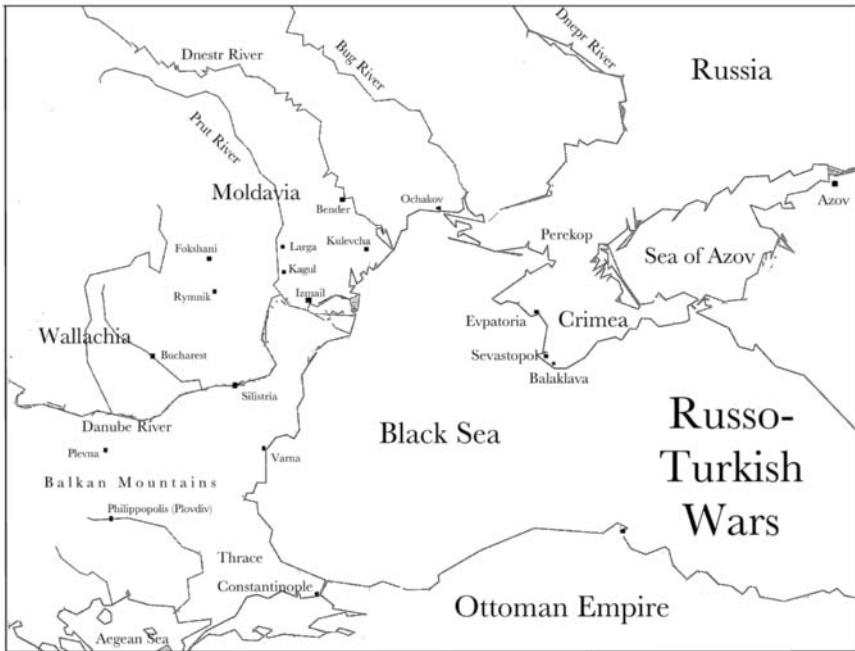 Dnepr River
Dnestr River
Bug River
Russia
Prut River
Moldavia
Bender
Ochakov
Azov
Fokshani
Larga
Kulevcha
Perekop
Sea of Azov
Kagul
Rymnik
Izmail
Evpatoria
Crimea
Wallachia
Bucharest
Sevastopol
Balaklava
Silistria
Danube River
Black Sea
Russo-
Turkish
Wars
Plevna
Varna
Balkan Mountains
Philippopolis (Plovdiv)
Thrace
Constantinople
Ottoman Empire
Aegean Sea